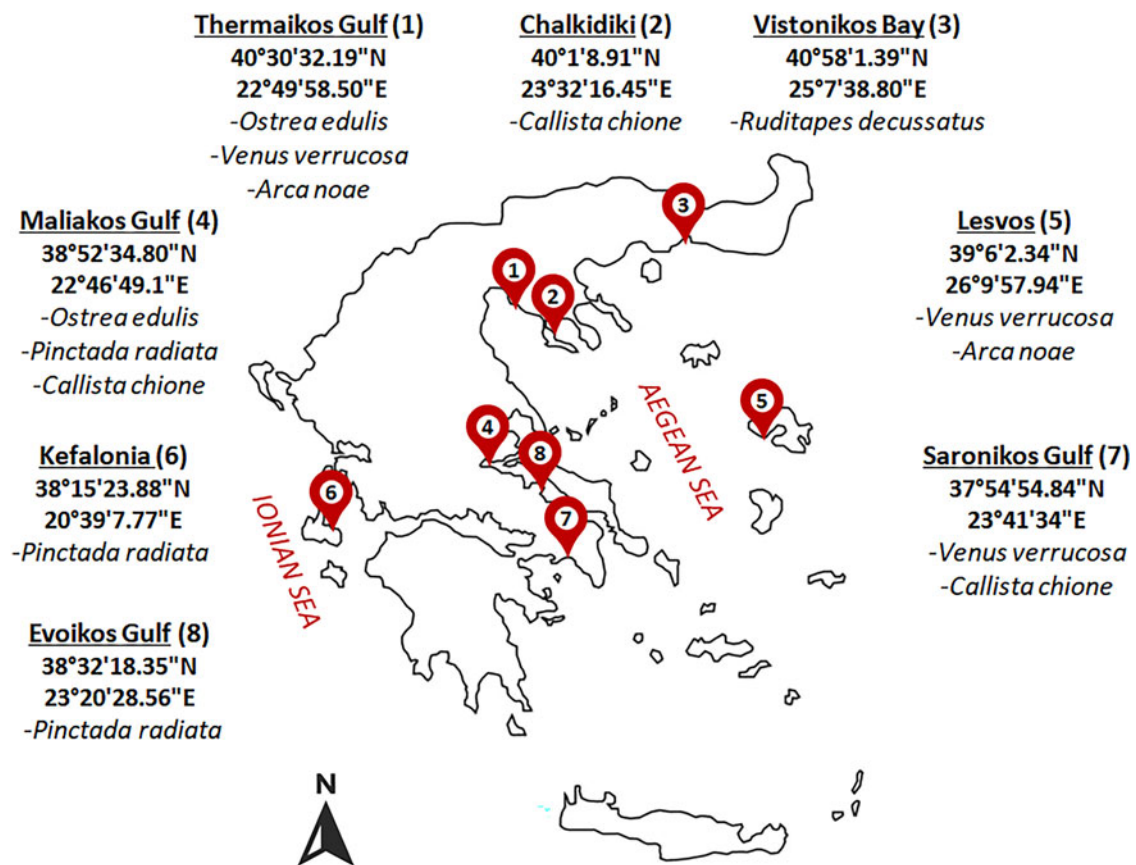 Thermaikos Gulf (1)
40°30'32.19"N
22°49'58.50"E
-Ostrea edulis
-Venus verrucosa
-Arca noae
Chalkidiki (2)
40°1'8.91"N
23°32'16.45"E
-Callista chione
Vistonikos Bay (3)
40°58'1.39"N
25°7'38.80"E
-Ruditapes decussatus
Maliakos Gulf (4)
38°52'34.80"N
22°46'49.1"E
-Ostrea edulis
-Pinctada radiata
-Callista chione
Lesvos (5)
39°6'2.34"N
26°9'57.94"E
-Venus verrucosa
-Arca noae
Kefalonia (6)
38°15'23.88"N
20°39'7.77"E
-Pinctada radiata
Saronikos Gulf (7)
37°54'54.84"N
23°41'34"E
-Venus verrucosa
-Callista chione
Evoikos Gulf (8)
38°32'18.35"N
23°20'28.56"E
-Pinctada radiata
3
1
2
5
4
8
6
7
AEGEAN SEA
IONIAN SEA
N